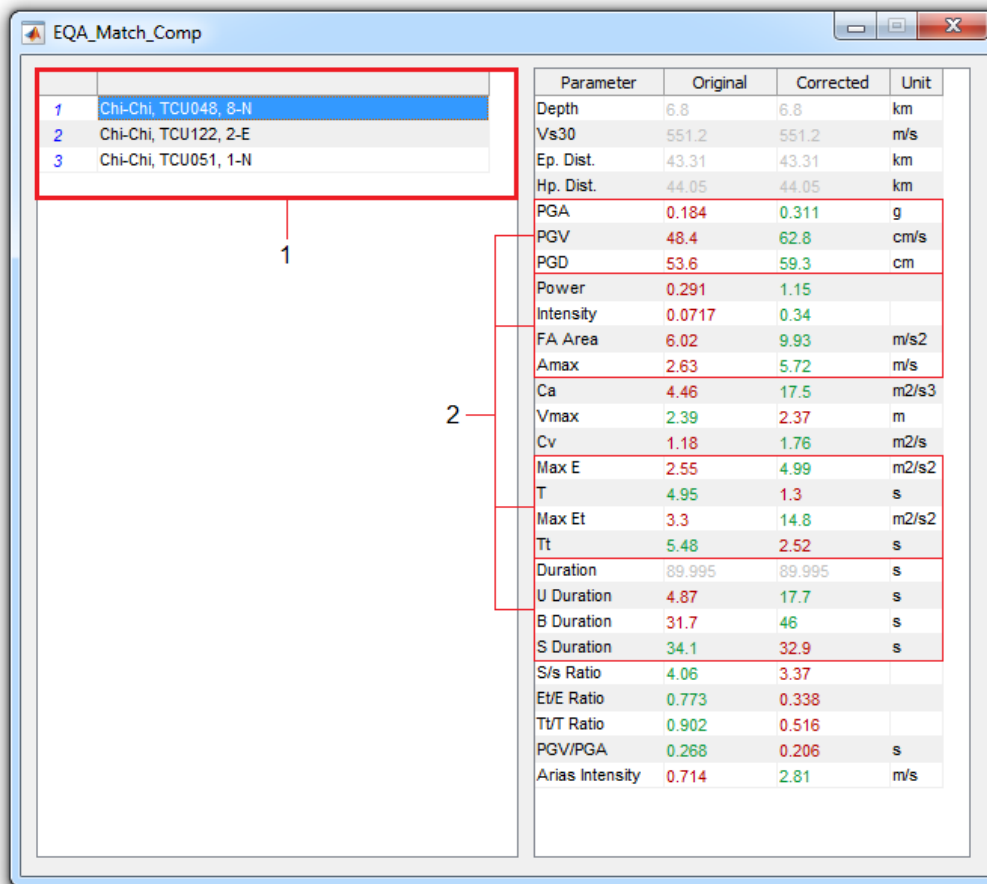 EQA_Match_Comp
1 Chi-Chi, TCU048, 8-N
2 Chi-Chi, TCU122, 2-E
3 Chi-Chi, TCU051, 1-N
1
2
Parameter Original Corrected Unit
Depth 6.8 6.8 km
Vs30 551.2 551.2 m/s
Ep. Dist. 43.31 43.31 km
Hp. Dist. 44.05 44.05 km
PGA 0.184 0.311 g
PGV 48.4 62.8 cm/s
PGD 53.6 59.3 cm
Power 0.291 1.15
Intensity 0.0717 0.34
FA Area 6.02 9.93 m/s2
Amax 2.63 5.72 m/s
Ca 4.46 17.5 m2/s3
Vmax 2.39 2.37 m
Cv 1.18 1.76 m2/s
Max E 2.55 4.99 m2/s2
T 4.95 1.3 s
Max Et 3.3 14.8 m2/s2
Tt 5.48 2.52 s
Duration 89.995 89.995 s
U Duration 4.87 17.7 s
B Duration 31.7 46 s
S Duration 34.1 32.9 s
S/s Ratio 4.06 3.37
Et/E Ratio 0.773 0.338
Tt/T Ratio 0.902 0.516
PGV/PGA 0.268 0.206 s
Arias Intensity 0.714 2.81 m/s